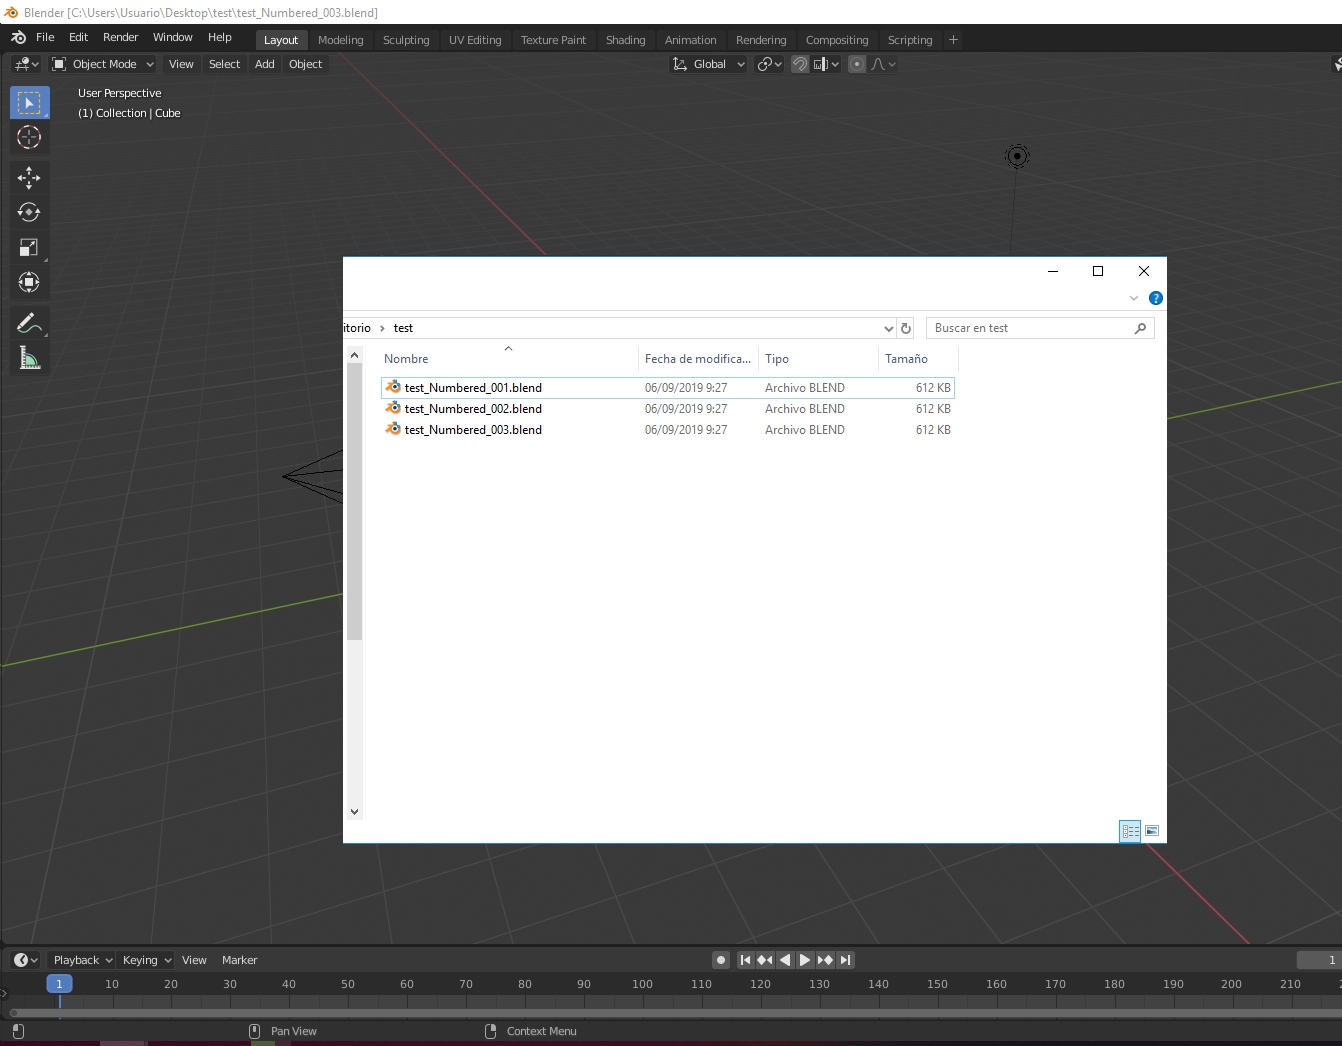 Blender [C:\Users\Usuario\Desktop\test\test_Numbered_003.blend]
File Edit Render Window Help Layout Modeling Sculpting UV Editing Texture Paint Shading Animation Rendering Compositing Scripting +
Object Mode View Select Add Object Global
User Perspective
(1) Collection | Cube
?
itorio > test Buscar en test
Nombre Fecha de modifica... Tipo Tamaño
test_Numbered_001.blend 06/09/2019 9:27 Archivo BLEND 612 KB
test_Numbered_002.blend 06/09/2019 9:27 Archivo BLEND 612 KB
test_Numbered_003.blend 06/09/2019 9:27 Archivo BLEND 612 KB
Playback Keying View Marker 1
1 10 20 30 40 50 60 70 80 90 100 110 120 130 140 150 160 170 180 190 200 210
Pan View Context Menu